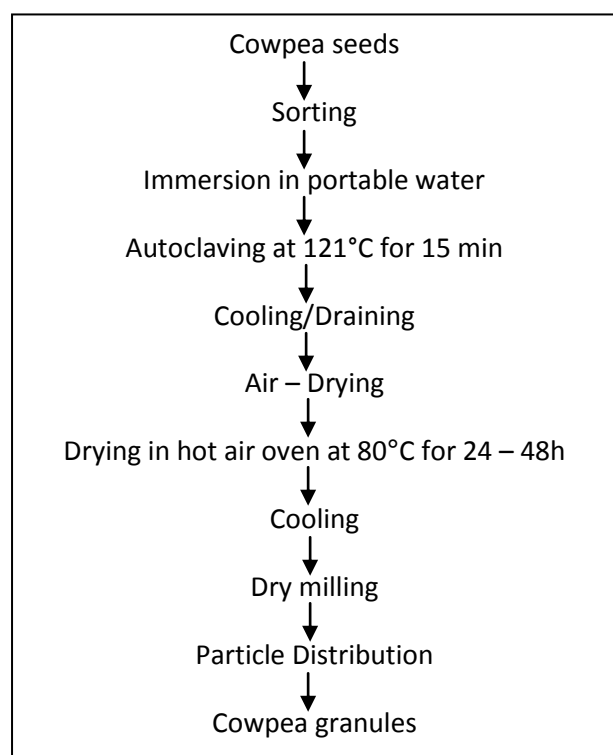 Cowpea seeds
Sorting
Immersion in portable water
Autoclaving at 121°C for 15 min
Cooling/Draining
Air – Drying
Drying in hot air oven at 80°C for 24 – 48h
Cooling
Dry milling
Particle Distribution
Cowpea granules